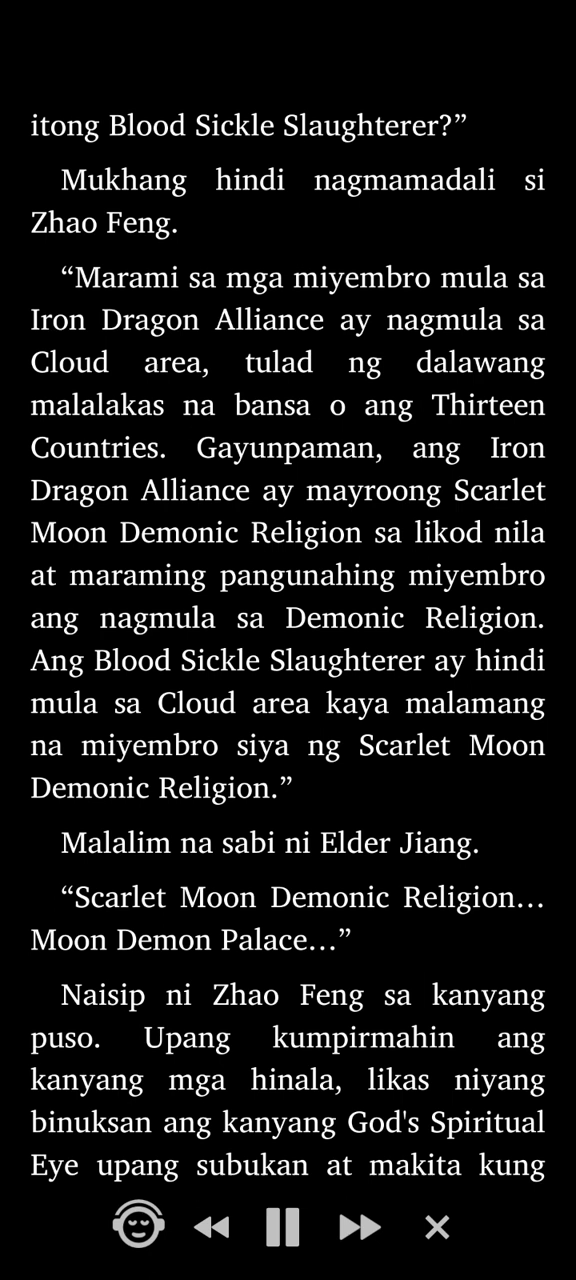 itong Blood Sickle Slaughterer?”
Mukhang hindi nagmamadali si
Zhao Feng.
“Marami sa mga miyembro mula sa
Iron Dragon Alliance ay nagmula sa
Cloud area, tulad ng dalawang
malalakas na bansa o ang Thirteen
Countries. Gayunpaman, ang Iron
Dragon Alliance ay mayroong Scarlet
Moon Demonic Religion sa likod nila
at maraming pangunahing miyembro
ang nagmula sa Demonic Religion.
Ang Blood Sickle Slaughterer ay hindi
mula sa Cloud area kaya malamang
na miyembro siya ng Scarlet Moon
Demonic Religion.”
Malalim na sabi ni Elder Jiang.
“Scarlet Moon Demonic Religion…
Moon Demon Palace…”
Naisip ni Zhao Feng sa kanyang
puso. Upang kumpirmahin ang
kanyang mga hinala, likas niyang
binuksan ang kanyang God's Spiritual
Eye upang subukan at makita kung